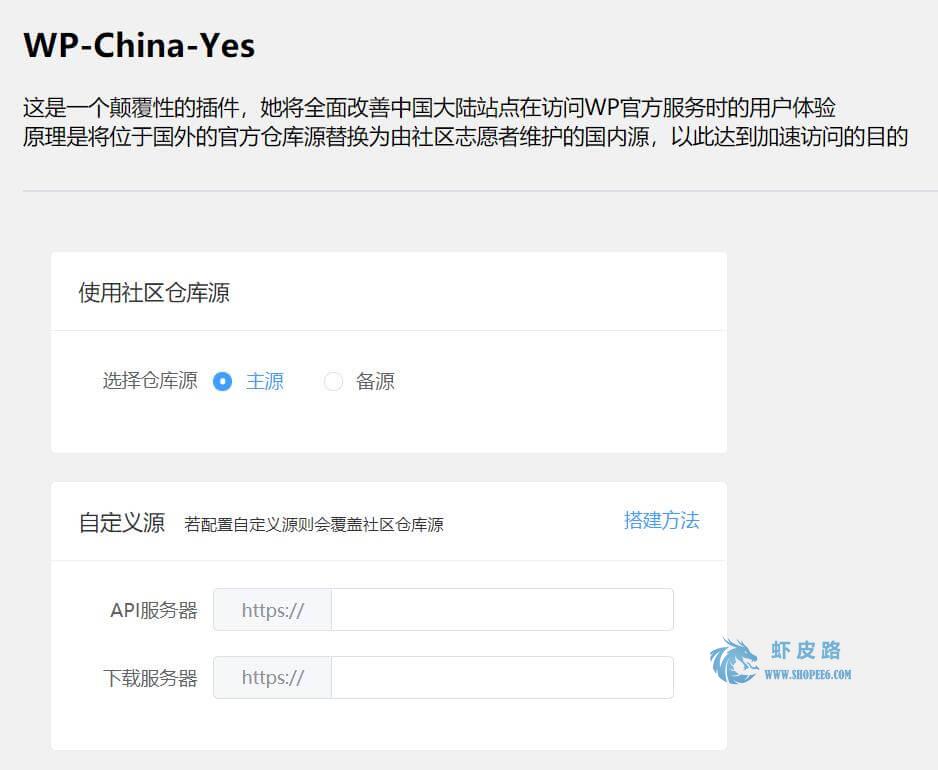 WP-China-Yes
这是一个颠覆性的插件，她将全面改善中国大陆站点在访问WP官方服务时的用户体验
原理是将位于国外的官方仓库源替换为由社区志愿者维护的国内源，以此达到加速访问的目的
使用社区仓库源
选择仓库源 主源 备源
自定义源 若配置自定义源则会覆盖社区仓库源 搭建方法
API服务器 https://
虾皮路
WWW.SHOPEE6.COM
下载服务器 https://